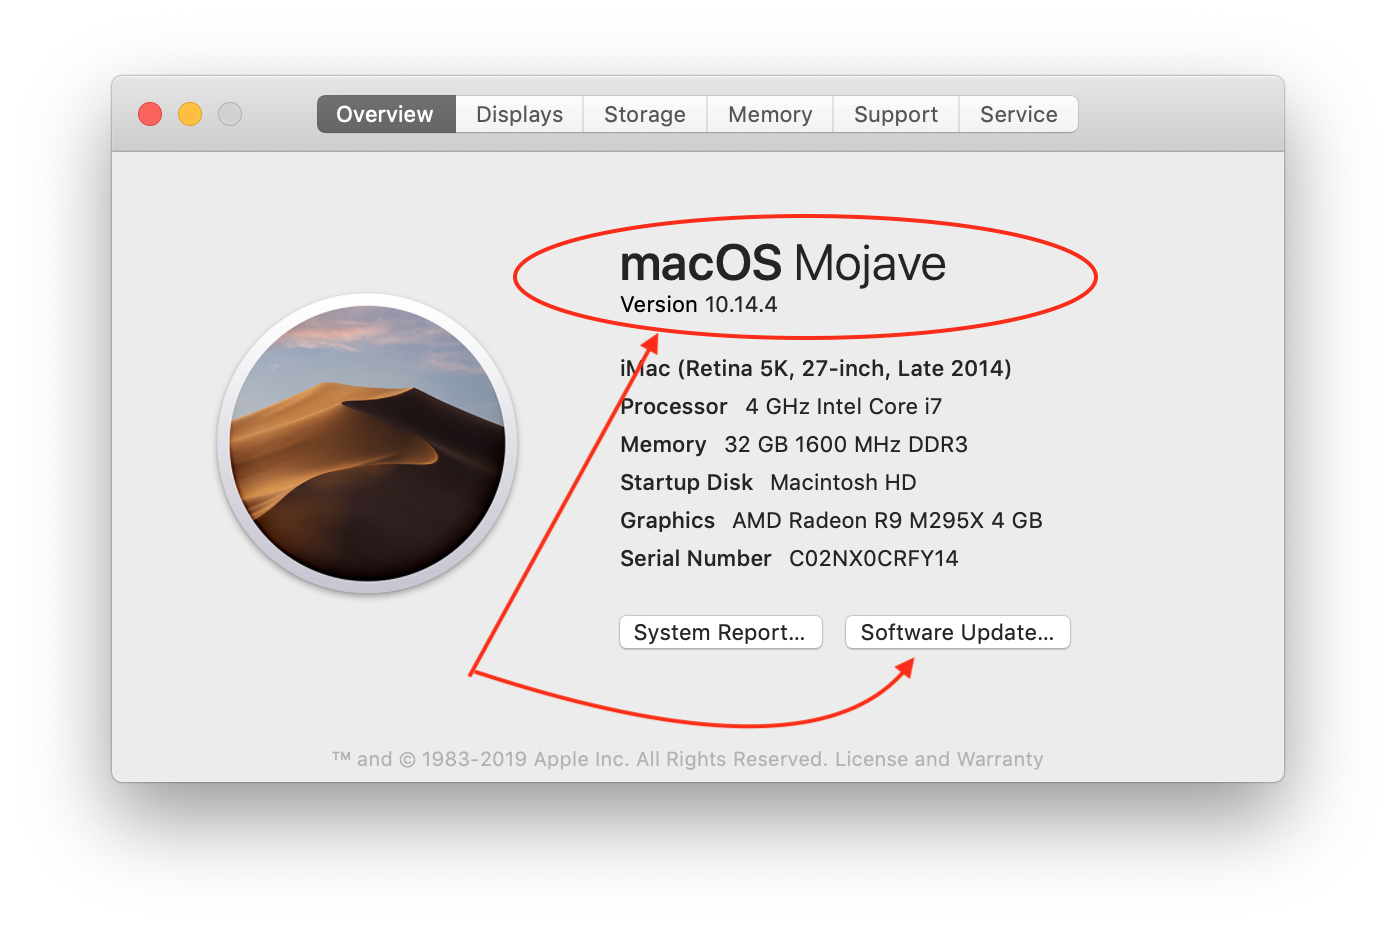 Overview Displays Storage Memory Support Service
macOS Mojave
Version 10.14.4
iMac (Retina 5K, 27-inch, Late 2014)
Processor 4 GHz Intel Core i7
Memory 32 GB 1600 MHz DDR3
Startup Disk Macintosh HD
Graphics AMD Radeon R9 M295X 4 GB
Serial Number C02NX0CRFY14
System Report... Software Update...
™ and © 1983-2019 Apple Inc. All Rights Reserved. License and Warranty